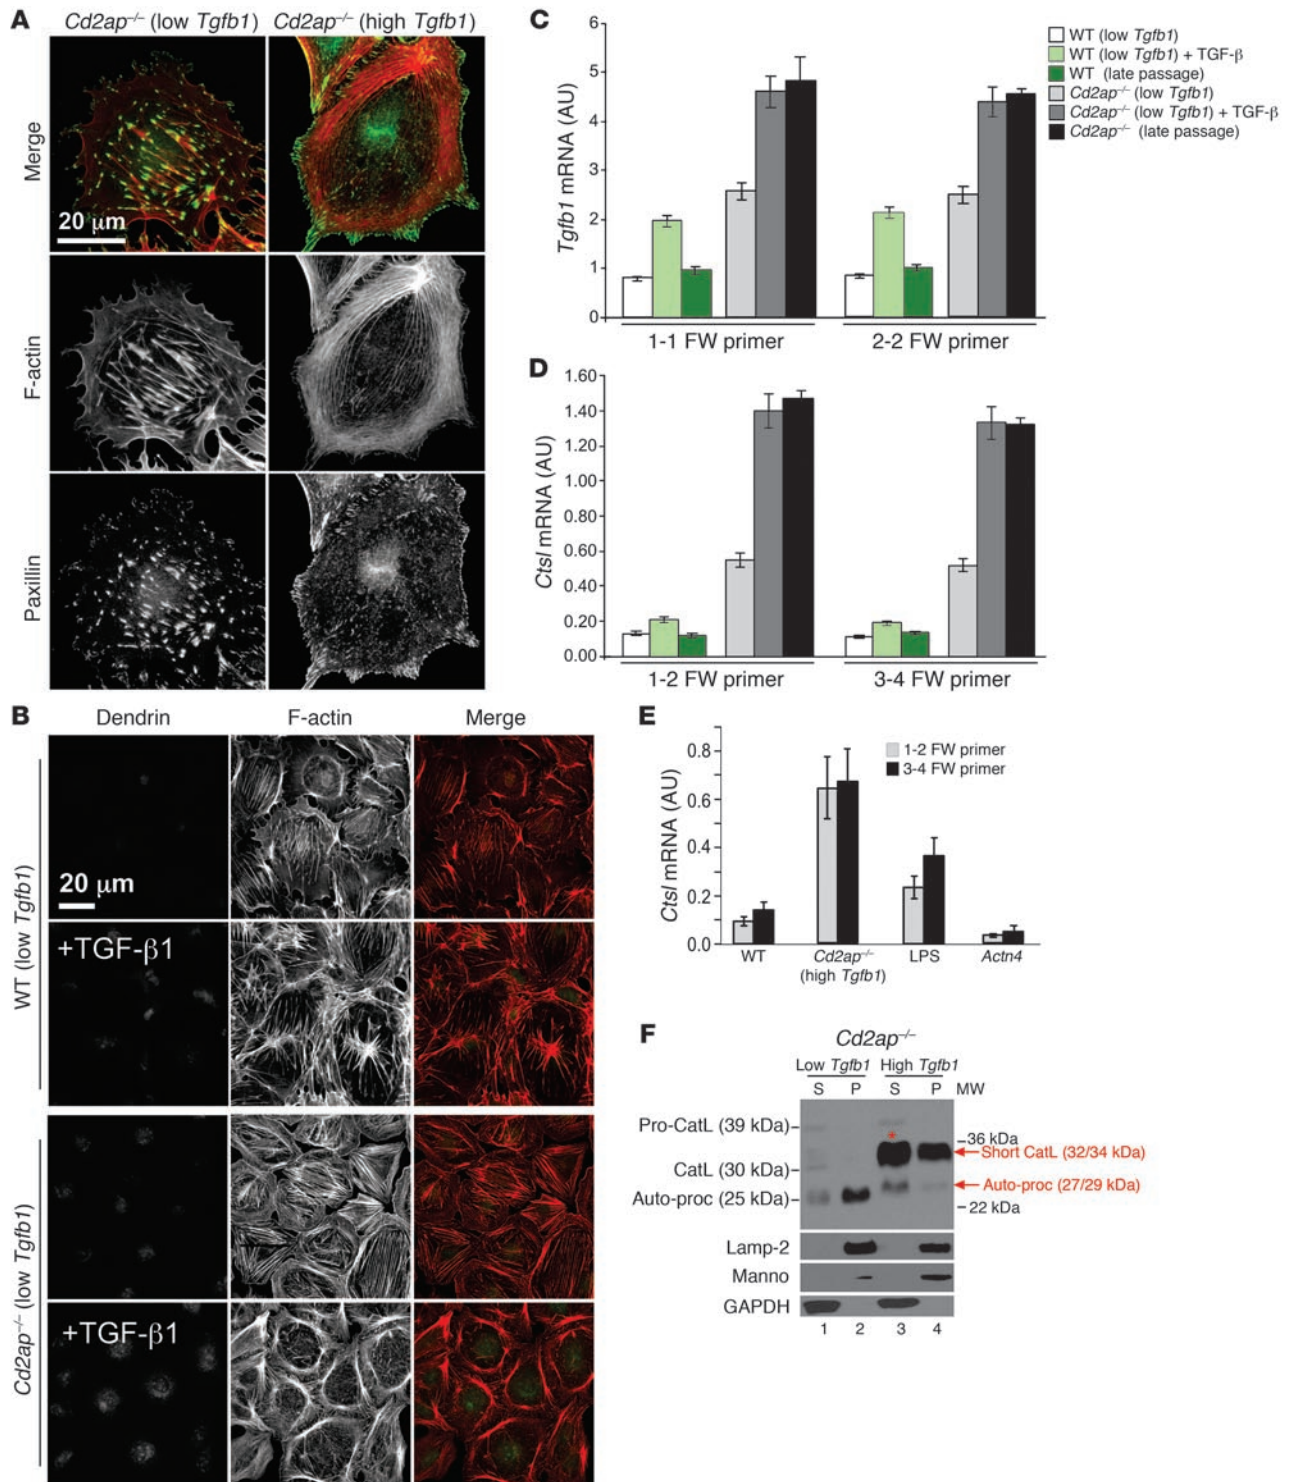 A
Cd2ap–/– (low Tgfb1)
Cd2ap–/– (high Tgfb1)
Merge
20 μm
F-actin
Paxillin
B
Dendrin
F-actin
Merge
WT (low Tgfb1)
20 μm
+TGF-β1
Cd2ap–/– (low Tgfb1)
+TGF-β1
C
Tgfb1 mRNA (AU)
6
5
4
3
2
1
0
1-1 FW primer
2-2 FW primer
WT (low Tgfb1)
WT (low Tgfb1) + TGF-β
WT (late passage)
Cd2ap–/– (low Tgfb1)
Cd2ap–/– (low Tgfb1) + TGF-β
Cd2ap–/– (late passage)
D
Ctsl mRNA (AU)
1.60
1.40
1.20
1.00
0.80
0.60
0.40
0.20
0.00
1-2 FW primer
3-4 FW primer
E
Ctsl mRNA (AU)
0.8
0.6
0.4
0.2
0.0
1-2 FW primer
3-4 FW primer
WT
Cd2ap–/–
(high Tgfb1)
LPS
Actn4
F
Cd2ap–/–
Low Tgfb1 High Tgfb1
S P S P MW
Pro-CatL (39 kDa)
*
36 kDa
Short CatL (32/34 kDa)
CatL (30 kDa)
Auto-proc (27/29 kDa)
Auto-proc (25 kDa)
22 kDa
Lamp-2
Manno
GAPDH
1 2 3 4